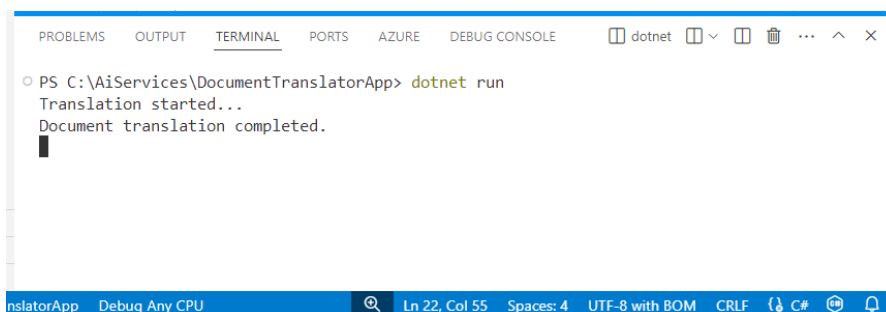 PROBLEMS OUTPUT TERMINAL PORTS AZURE DEBUG CONSOLE dotnet
PS C:\AiServices\DocumentTranslatorApp> dotnet run
Translation started...
Document translation completed.
nslatorApp Debug Any CPU Ln 22, Col 55 Spaces: 4 UTF-8 with BOM CRLF C#